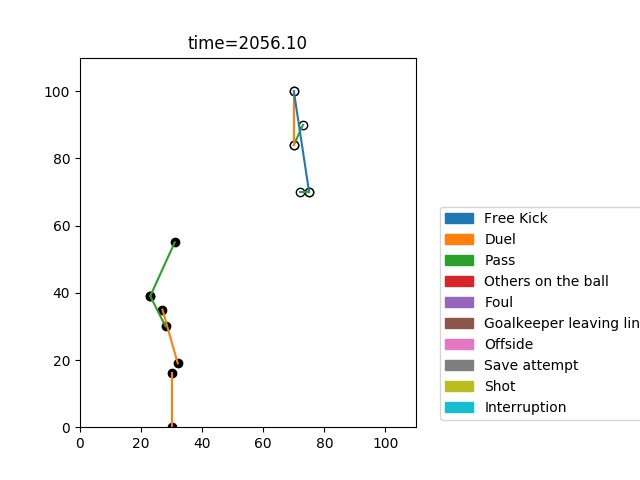 time=2056.10
100
80
60
40
20
0
0 20 40 60 80 100
Free Kick
Duel
Pass
Others on the ball
Foul
Goalkeeper leaving lin
Offside
Save attempt
Shot
Interruption